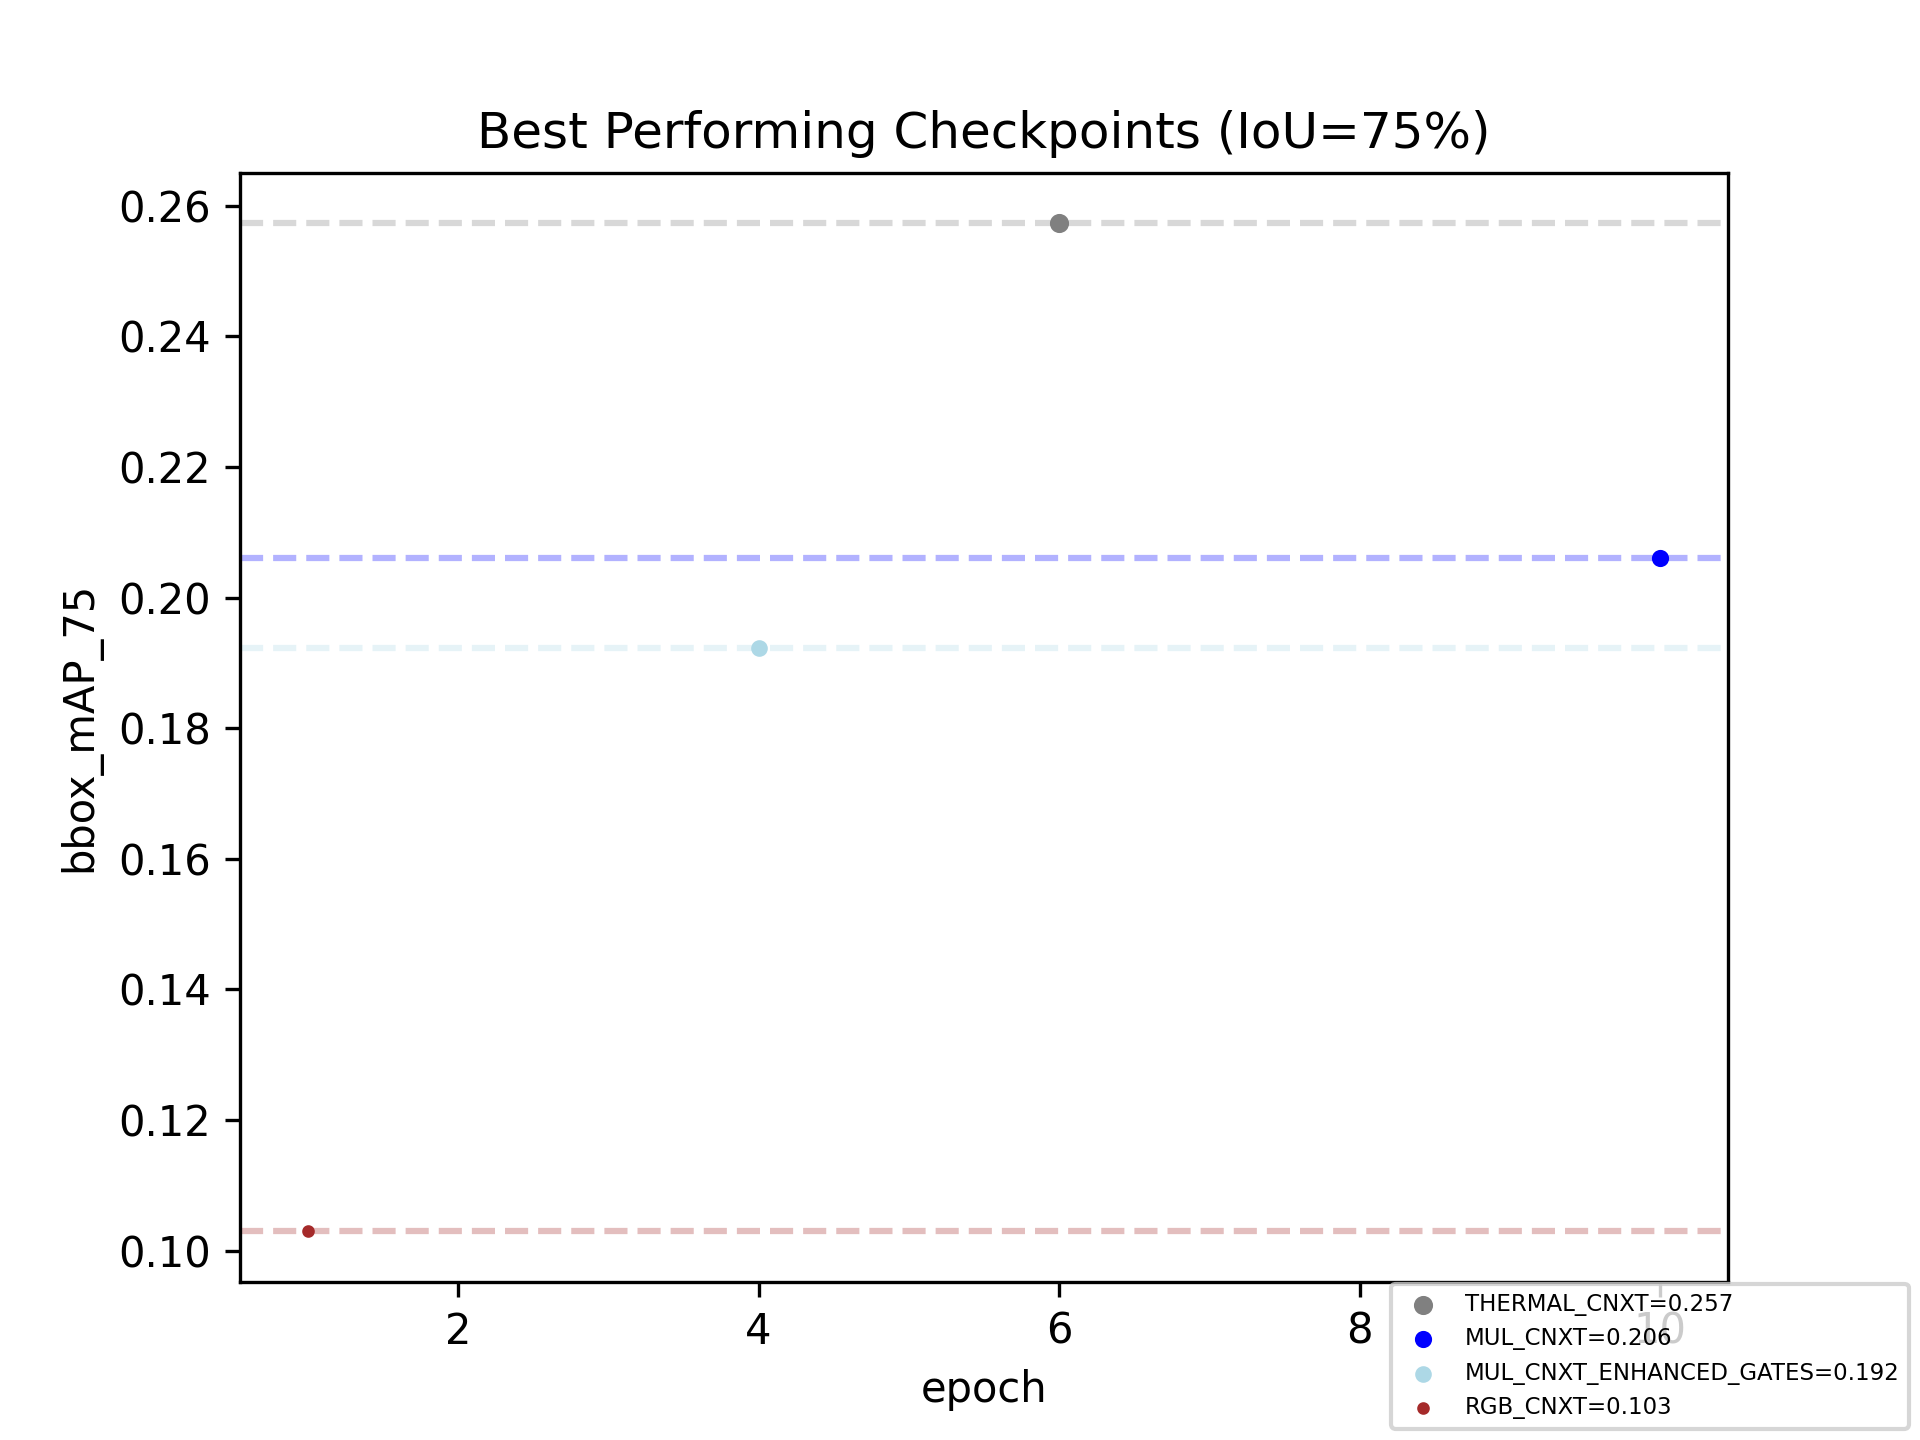 Best Performing Checkpoints (IoU=75%)
bbox_mAP_75
0.26
0.24
0.22
0.20
0.18
0.16
0.14
0.12
0.10
2 4 6 8 10
epoch
THERMAL_CNXT=0.257
MUL_CNXT=0.206
MUL_CNXT_ENHANCED_GATES=0.192
RGB_CNXT=0.103